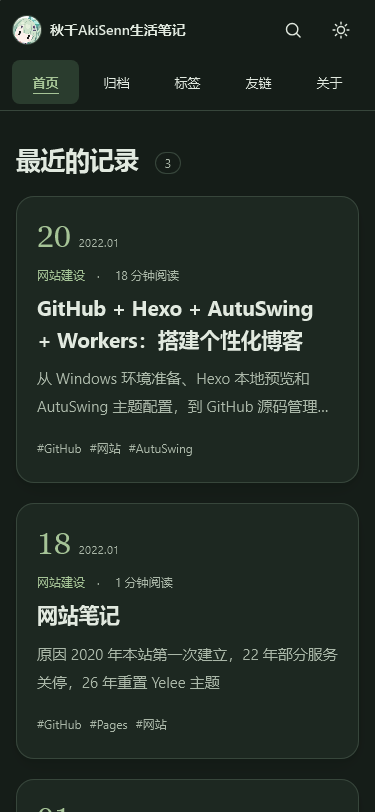 秋千AkiSenn生活笔记
首页 归档 标签 友链 关于
最近的记录 3
20 2022.01
网站建设 · 18 分钟阅读
GitHub + Hexo + AutuSwing
+ Workers：搭建个性化博客
从 Windows 环境准备、Hexo 本地预览和
AutuSwing 主题配置，到 GitHub 源码管理...
#GitHub #网站 #AutuSwing
18 2022.01
网站建设 · 1 分钟阅读
网站笔记
原因 2020 年本站第一次建立，22 年部分服务
关停，26 年重置 Yelee 主题
#GitHub #Pages #网站